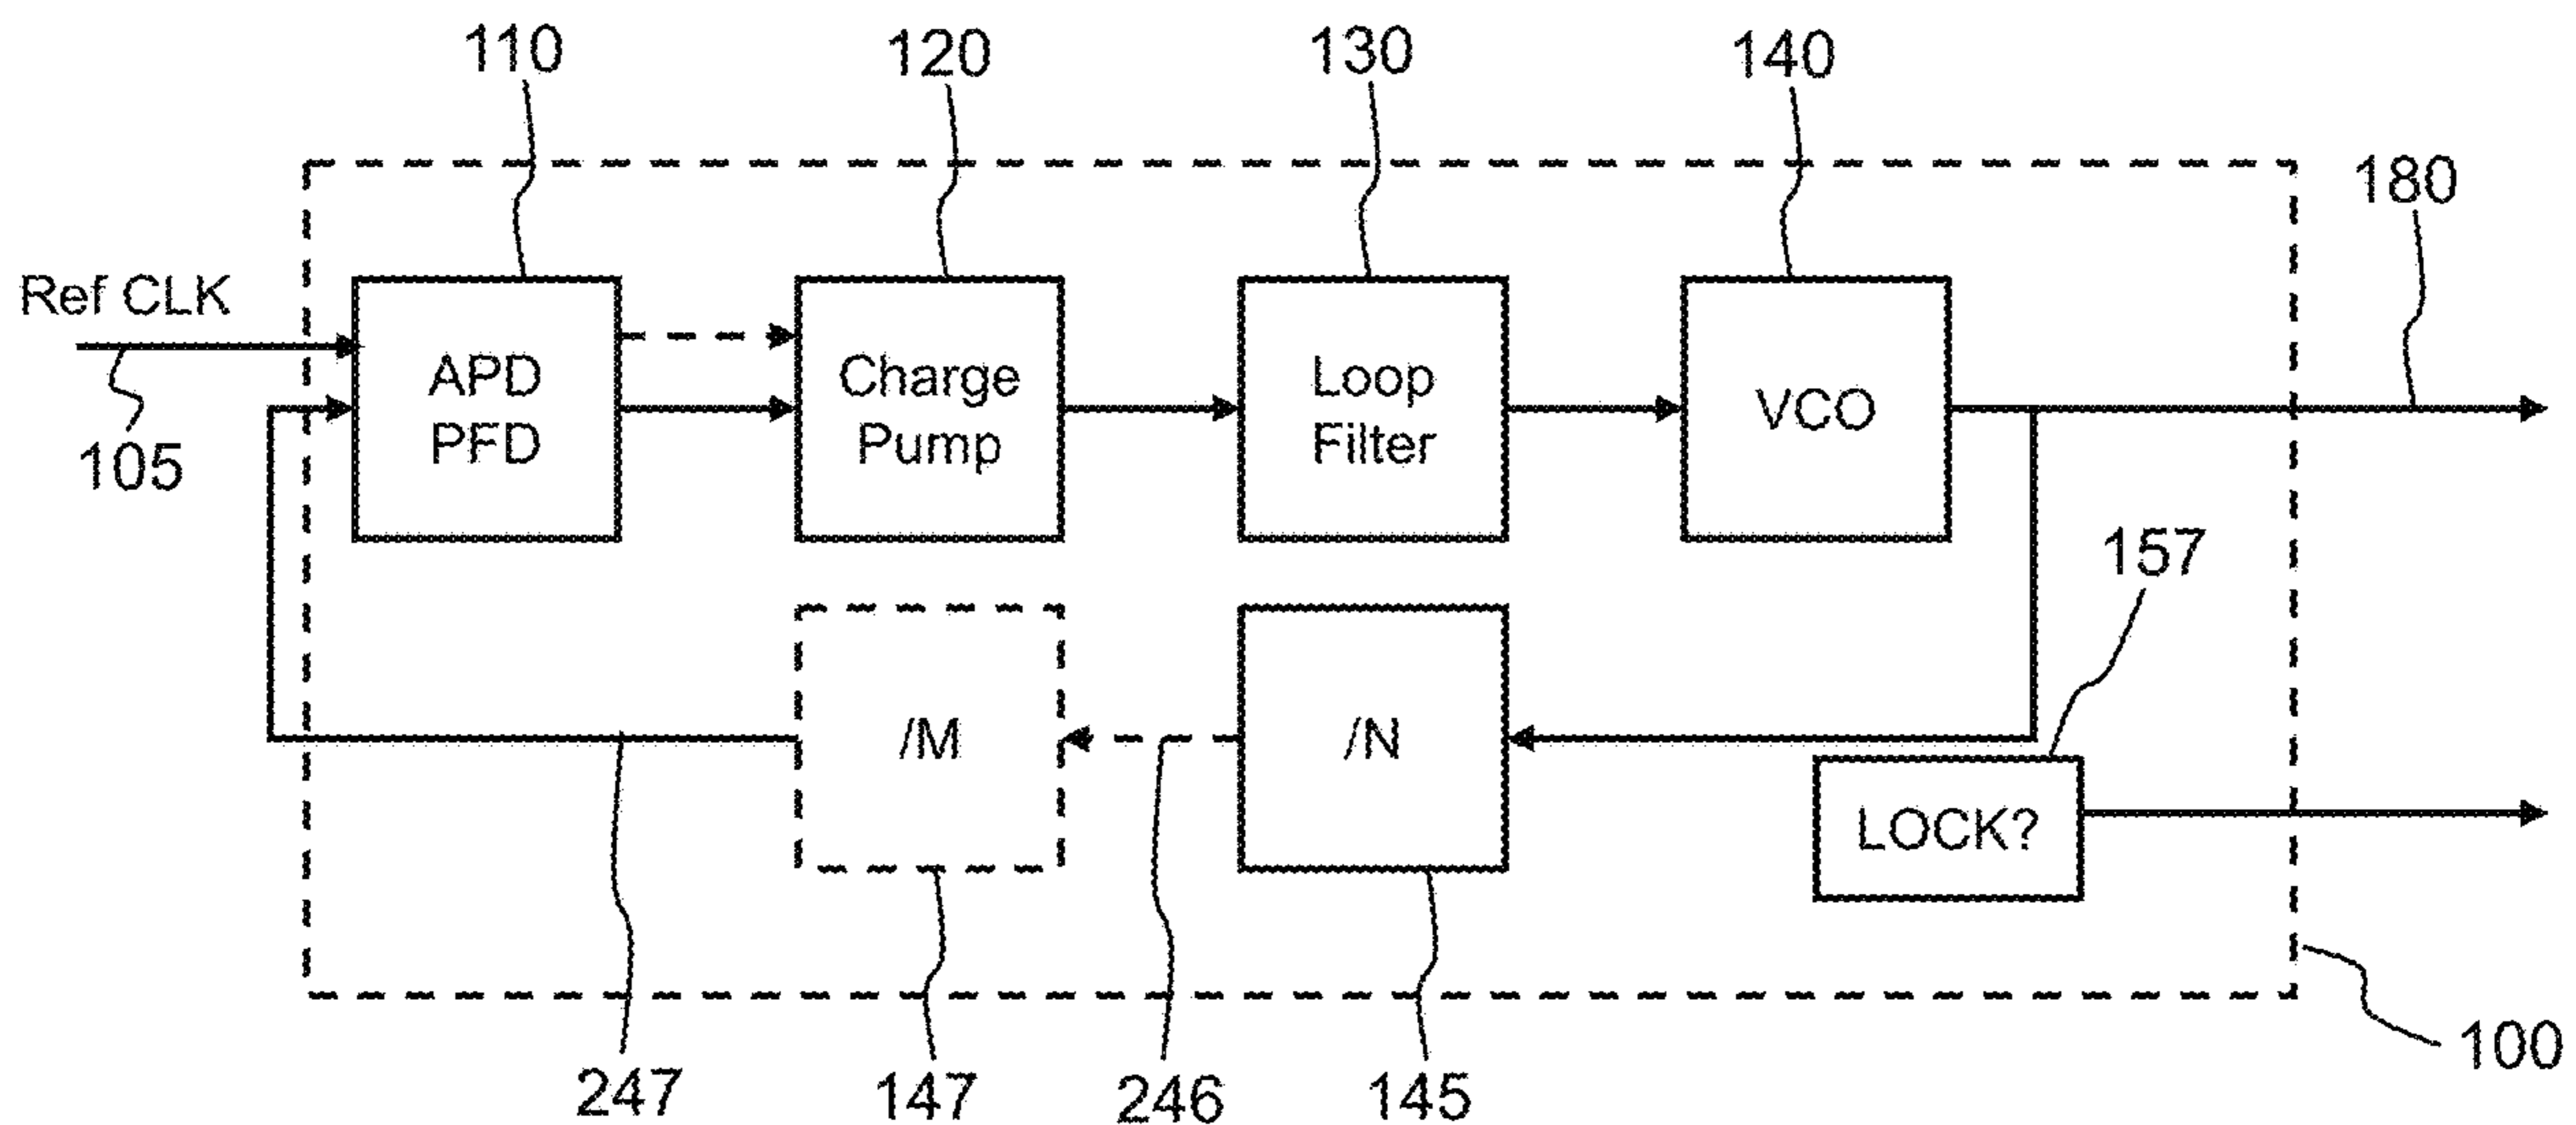 110
120
130
140
180
Ref CLK
105
APD
PFD
Charge
Pump
Loop
Filter
VCO
157
/M
/N
LOCK?
100
247
147
246
145